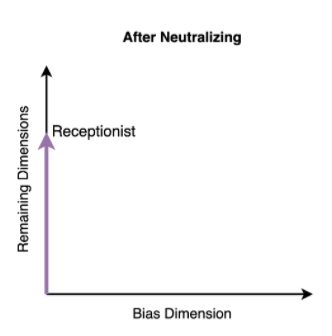 After Neutralizing
Receptionist
Remaining Dimensions
Bias Dimension